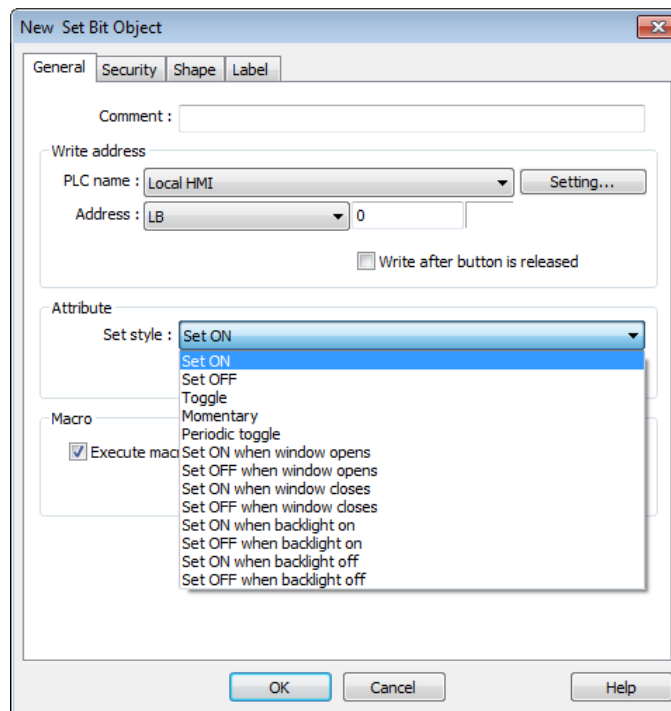 New Set Bit Object
General Security Shape Label
Comment :
Write address
PLC name : Local HMI Setting...
Address : LB 0
Write after button is released
Attribute
Set style : Set ON
Set ON
Set OFF
Toggle
Momentary
Macro
Periodic toggle
Execute mac Set ON when window opens
Set OFF when window opens
Set ON when window closes
Set OFF when window closes
Set ON when backlight on
Set OFF when backlight on
Set ON when backlight off
Set OFF when backlight off
OK Cancel Help